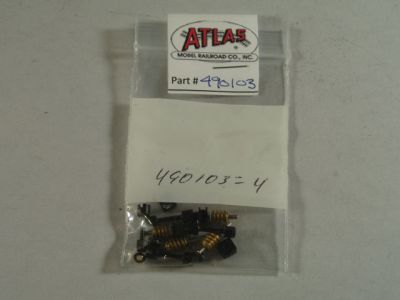 ATLAS
MODEL RAILROAD CO., INC.
Part # 490103
490103=4